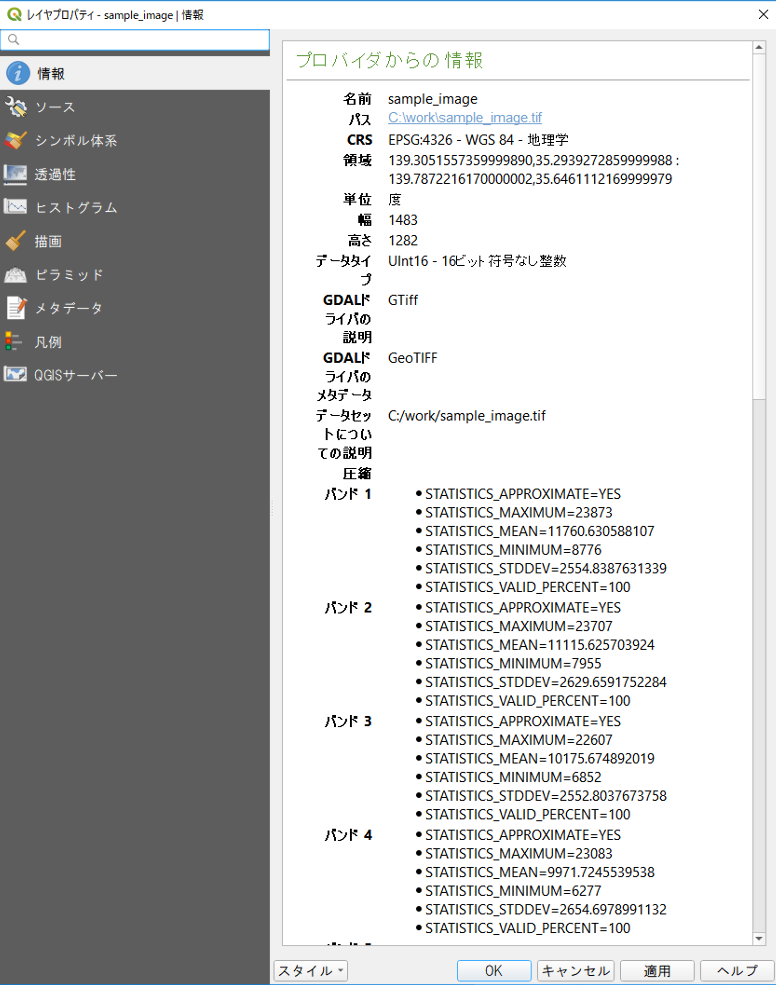 レイヤプロパティ - sample_image | 情報
情報
ソース
シンボル体系
透過性
ヒストグラム
描画
ピラミッド
メタデータ
凡例
QGISサーバー
プロバイダからの情報
名前 sample_image
パス C:\work\sample_image.tif
CRS EPSG:4326 - WGS 84 - 地理学
領域 139.3051557359999890,35.2939272859999988 :
139.7872216170000002,35.6461112169999979
単位 度
幅 1483
高さ 1282
データタイ UInt16 - 16ビット符号なし整数
プ
GDALド GTiff
ライバの
説明
GDALド GeoTIFF
ライバの
メタデータ
データセッ C:/work/sample_image.tif
トについ
ての説明
圧縮
バンド 1 • STATISTICS_APPROXIMATE=YES
• STATISTICS_MAXIMUM=23873
• STATISTICS_MEAN=11760.630588107
• STATISTICS_MINIMUM=8776
• STATISTICS_STDDEV=2554.8387631339
• STATISTICS_VALID_PERCENT=100
バンド 2 • STATISTICS_APPROXIMATE=YES
• STATISTICS_MAXIMUM=23707
• STATISTICS_MEAN=11115.625703924
• STATISTICS_MINIMUM=7955
• STATISTICS_STDDEV=2629.6591752284
• STATISTICS_VALID_PERCENT=100
バンド 3 • STATISTICS_APPROXIMATE=YES
• STATISTICS_MAXIMUM=22607
• STATISTICS_MEAN=10175.674892019
• STATISTICS_MINIMUM=6852
• STATISTICS_STDDEV=2552.8037673758
• STATISTICS_VALID_PERCENT=100
バンド 4 • STATISTICS_APPROXIMATE=YES
• STATISTICS_MAXIMUM=23083
• STATISTICS_MEAN=9971.7245539538
• STATISTICS_MINIMUM=6277
• STATISTICS_STDDEV=2654.6978991132
• STATISTICS_VALID_PERCENT=100
スタイル OK キャンセル 適用 ヘルプ